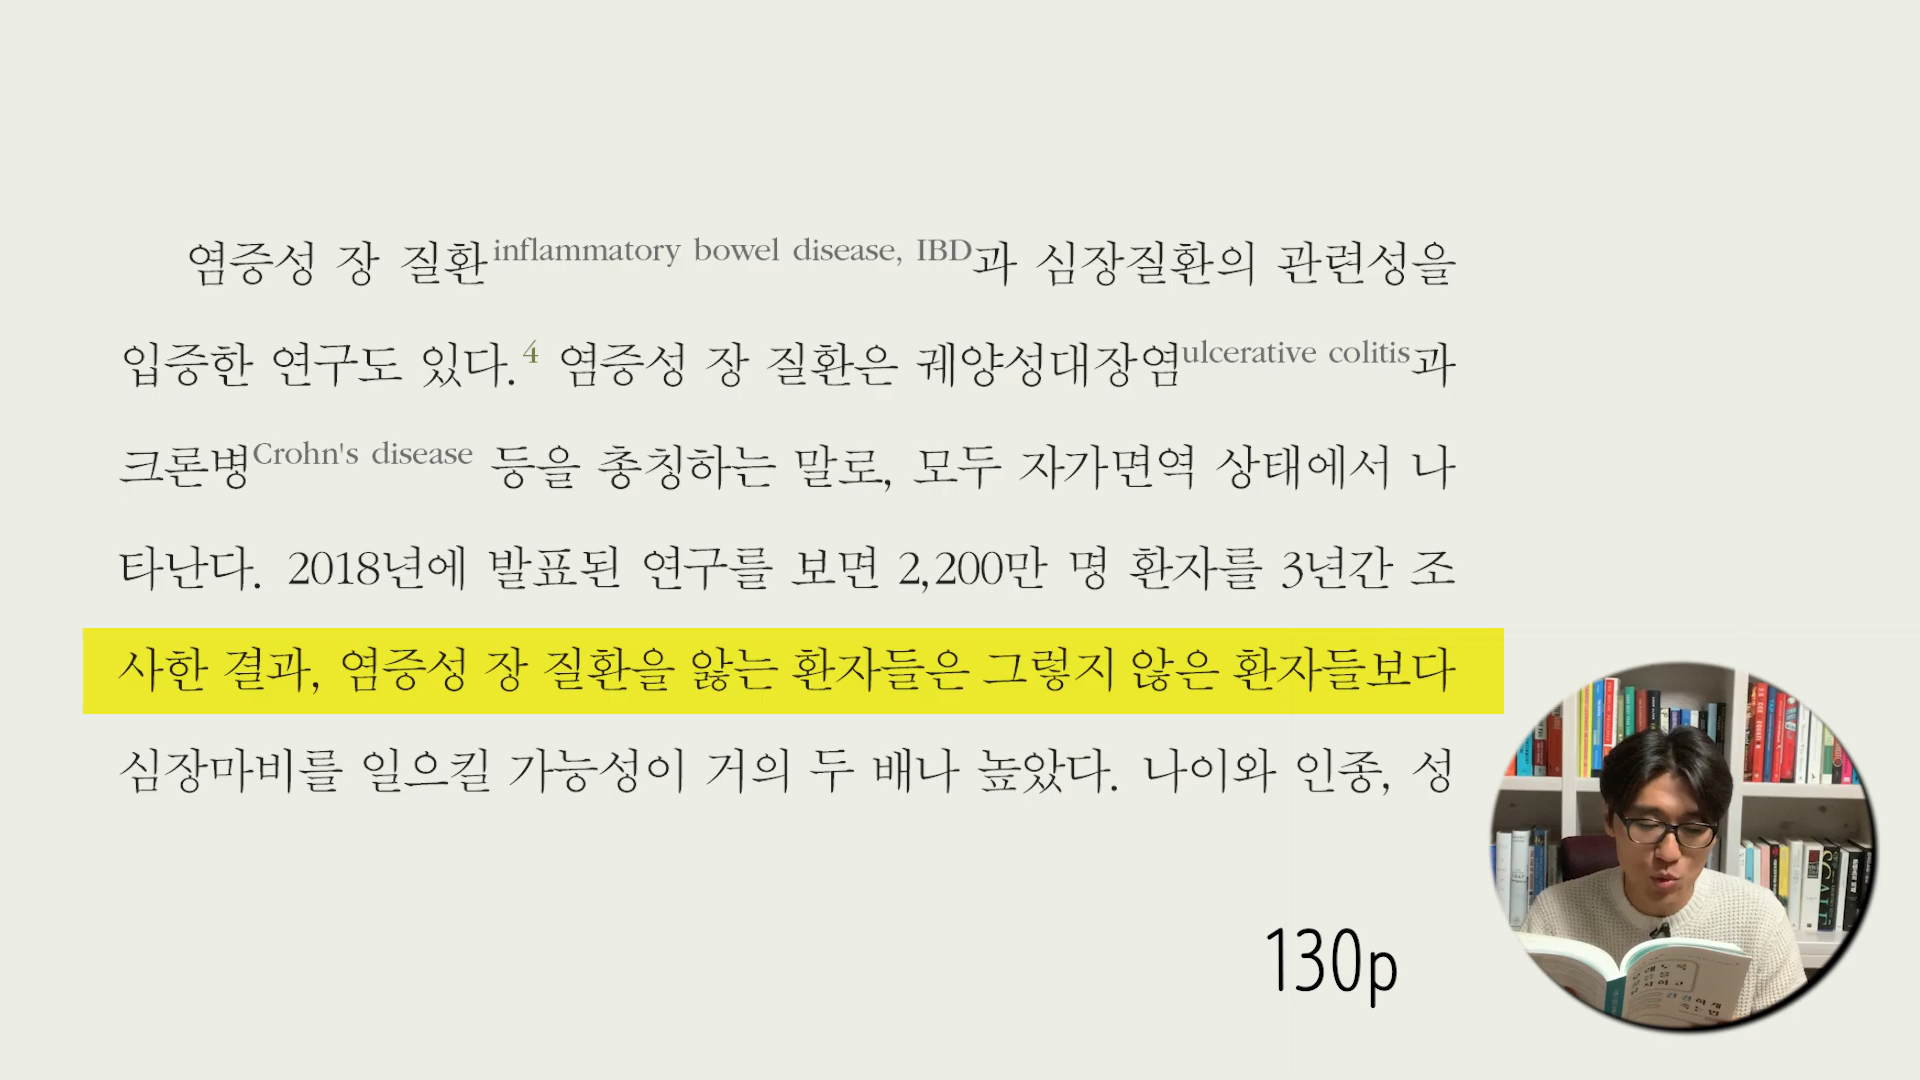 염증성 장 질환inflammatory bowel disease, IBD과 심장질환의 관련성을
입증한 연구도 있다.4 염증성 장 질환은 궤양성대장염ulcerative colitis과
크론병Crohn's disease 등을 총칭하는 말로, 모두 자가면역 상태에서 나
타난다. 2018년에 발표된 연구를 보면 2,200만 명 환자를 3년간 조
사한 결과, 염증성 장 질환을 앓는 환자들은 그렇지 않은 환자들보다
심장마비를 일으킬 가능성이 거의 두 배나 높았다. 나이와 인종, 성
130p